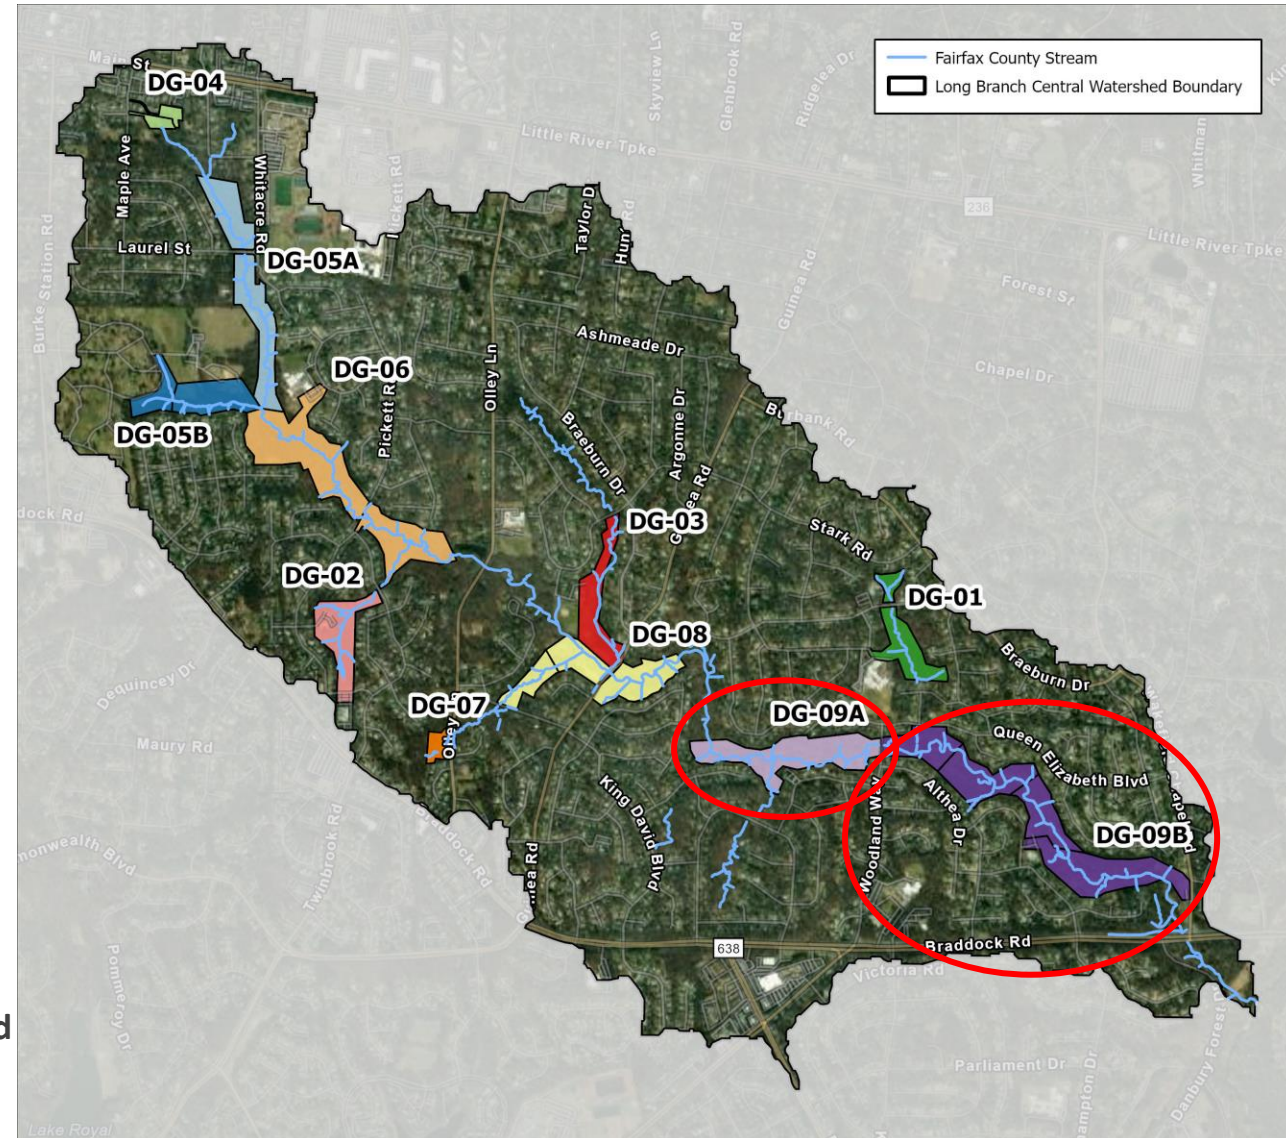 Fairfax County Stream
Long Branch Central Watershed Boundary
Main St
DG-04
Maple Ave
Whitacre Rd
Laurel St
DG-05A
Burke Station Rd
Skyview Ln
Glenbrook Rd
Ridgelea Dr
Little River Tpke
Whitman
236
Little River Tpke
Forest St
Guinea Rd
Chapel Dr
Ashmeade Dr
Olley Ln
DG-06
DG-05B
Braeburn Dr
Argonne Dr
Burbank Rd
DG-03
Stark Rd
DG-02
DG-01
DG-08
Braeburn Dr
Dequincey Dr
DG-07
DG-09A
Maury Rd
Queen Elizabeth Blvd
King David Blvd
Althea Dr
DG-09B
Twinbrook Rd
Braddock Rd
638
Braddock Rd
Victoria Rd
Pommeroy Dr
d
Parliament Dr
Lake Royal